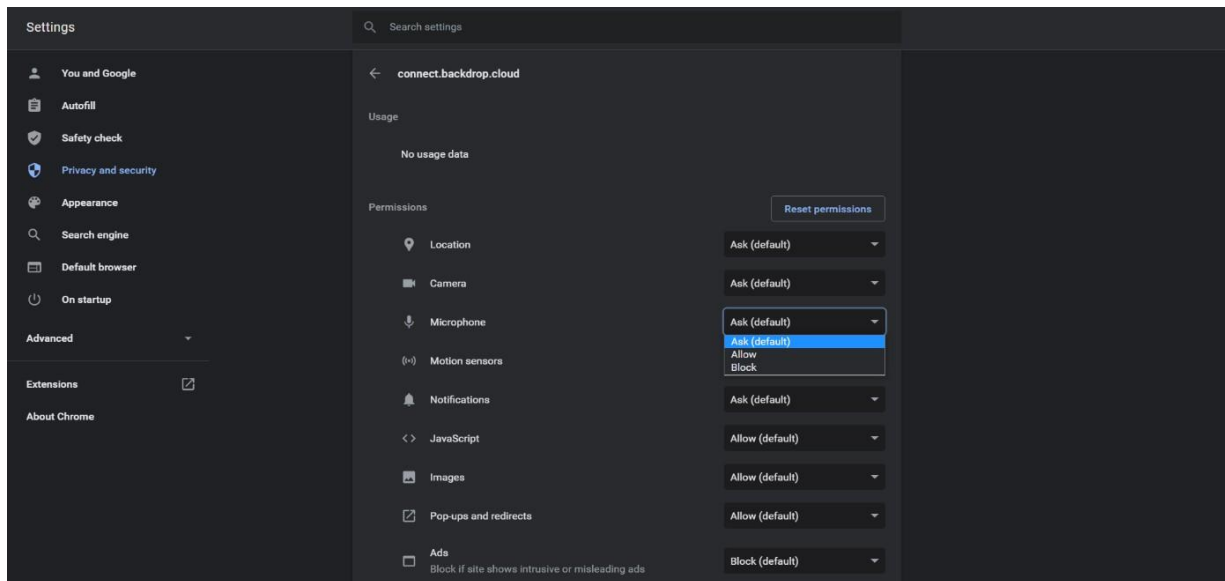 Settings
Search settings
You and Google
Autofill
Safety check
Privacy and security
Appearance
Search engine
Default browser
On startup
Advanced
Extensions
About Chrome
connect.backdrop.cloud
Usage
No usage data
Permissions
Reset permissions
Location
Ask (default)
Camera
Ask (default)
Microphone
Ask (default)
Ask (default)
Allow
Block
Motion sensors
Notifications
Ask (default)
JavaScript
Allow (default)
Images
Allow (default)
Pop-ups and redirects
Allow (default)
Ads
Block if site shows intrusive or misleading ads
Block (default)